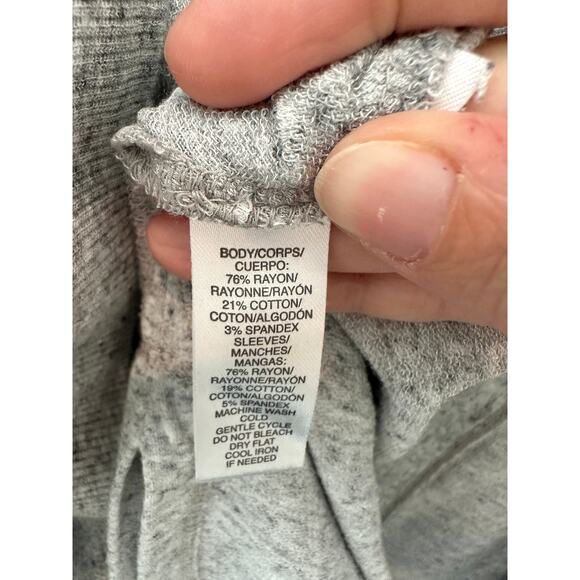 BODY/CORPS/
CUERPO:
76% RAYON/
RAYONNE/RAYÓN
21% COTTON/
COTON/ALGODÓN
3% SPANDEX
SLEEVES/
MANCHES/
MANGAS:
76% RAYON/
RAYONNE/RAYÓN
19% COTTON/
COTON/ALGODÓN
5% SPANDEX
MACHINE WASH
COLD
GENTLE CYCLE
DO NOT BLEACH
DRY FLAT
COOL IRON
IF NEEDED